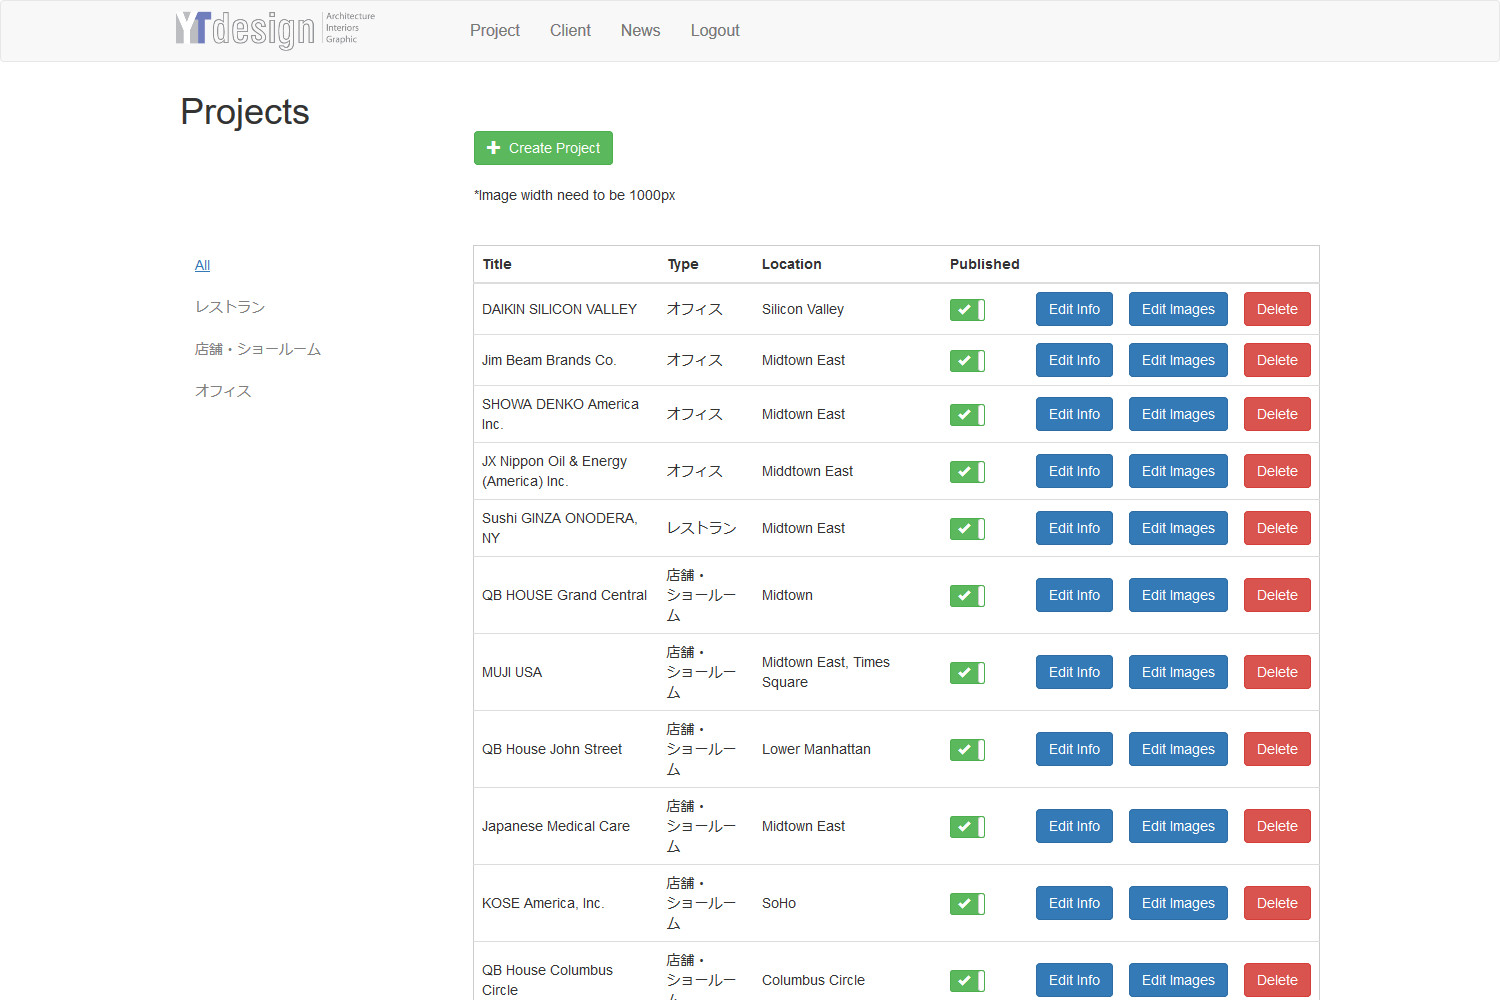 YTdesign
Architecture
Interiors
Graphic
Project Client News Logout
Projects
Create Project
*Image width need to be 1000px
All
レストラン
店舗・ショールーム
オフィス
Title Type Location Published
DAIKIN SILICON VALLEY オフィス Silicon Valley Edit Info Edit Images Delete
Jim Beam Brands Co. オフィス Midtown East Edit Info Edit Images Delete
SHOWA DENKO America
Inc. オフィス Midtown East Edit Info Edit Images Delete
JX Nippon Oil & Energy
(America) Inc. オフィス Middtown East Edit Info Edit Images Delete
Sushi GINZA ONODERA,
NY レストラン Midtown East Edit Info Edit Images Delete
QB HOUSE Grand Central 店舗・
ショールー
ム Midtown Edit Info Edit Images Delete
MUJI USA 店舗・
ショールー
ム Midtown East, Times
Square Edit Info Edit Images Delete
QB House John Street 店舗・
ショールー
ム Lower Manhattan Edit Info Edit Images Delete
Japanese Medical Care 店舗・
ショールー
ム Midtown East Edit Info Edit Images Delete
KOSE America, Inc. 店舗・
ショールー
ム SoHo Edit Info Edit Images Delete
QB House Columbus
Circle 店舗・
ショールー
Columbus Circle Edit Info Edit Images Delete